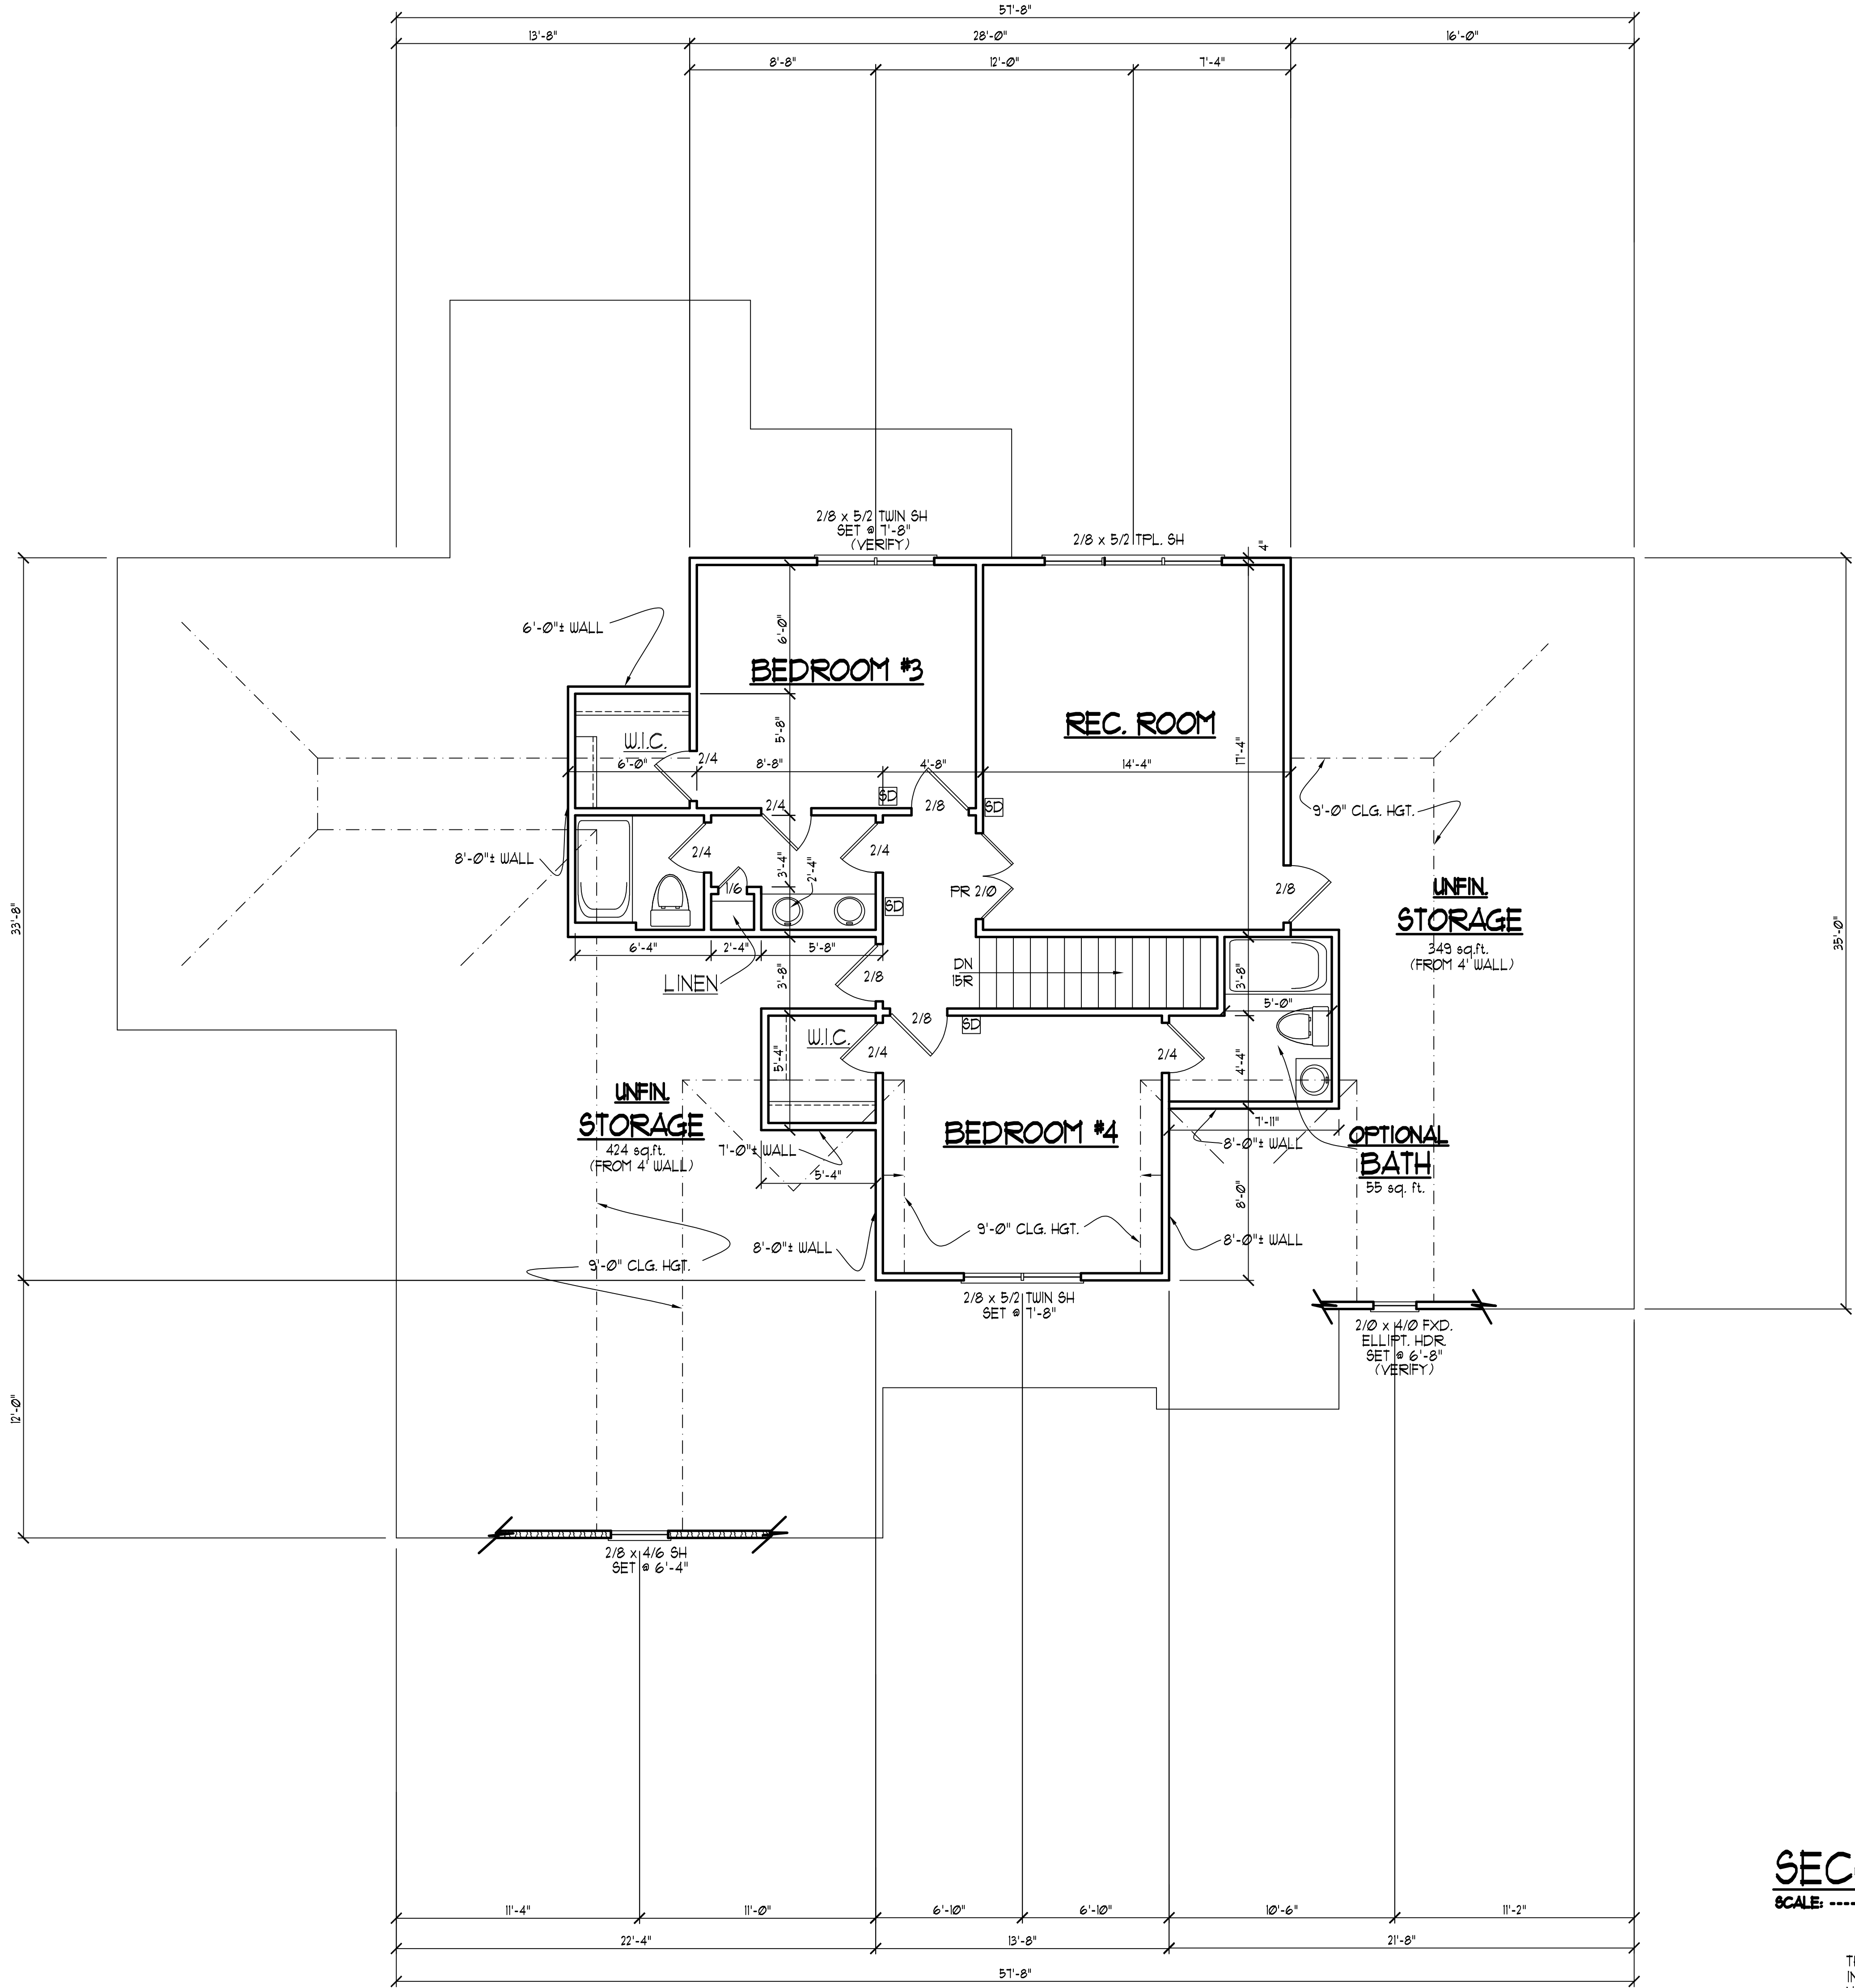 57'-8"
13'-8"
28'-0"
16'-0"
8'-8"
12'-0"
7'-4"
2/8 x 5/2 TWIN SH
SET @ 7'-8"
(VERIFY)
2/8 x 5/2 TPL. SH
4"
6'-0"± WALL
6'-0"
BEDROOM #3
REC. ROOM
5'-8"
17'-4"
W.I.C.
2/4
6'-0"
8'-8"
4'-8"
14'-4"
SD
2/4
2/8
SD
9'-0" CLG. HGT.
8'-0"± WALL
2/4
3'-4"
2'-4"
2/4
1/6
PR 2/0
2/8
UNFIN.
STORAGE
349 sq.ft.
(FROM 4' WALL)
SD
33'-8"
35'-0"
6'-4"
2'-4"
5'-8"
LINEN
3'-8"
2/8
DN
15R
3'-8"
5'-0"
2/8
SD
W.I.C.
2/4
5'-4"
2/4
4'-4"
UNFIN.
STORAGE
424 sq.ft.
(FROM 4' WALL)
7'-0"± WALL
5'-4"
BEDROOM #4
7'-11"
8'-0"± WALL
OPTIONAL
BATH
55 sq. ft.
8'-0"
9'-0" CLG. HGT.
8'-0"± WALL
8'-0"± WALL
9'-0" CLG. HGT.
2/8 x 5/2 TWIN SH
SET @ 7'-8"
2/0 x 4/0 FXD.
ELLIPT. HDR.
SET @ 6'-8"
(VERIFY)
12'-0"
2/8 x 4/6 SH
SET @ 6'-4"
SEC
SCALE: ----
11'-4"
11'-0"
6'-10"
6'-10"
10'-6"
11'-2"
22'-4"
13'-8"
21'-8"
57'-8"